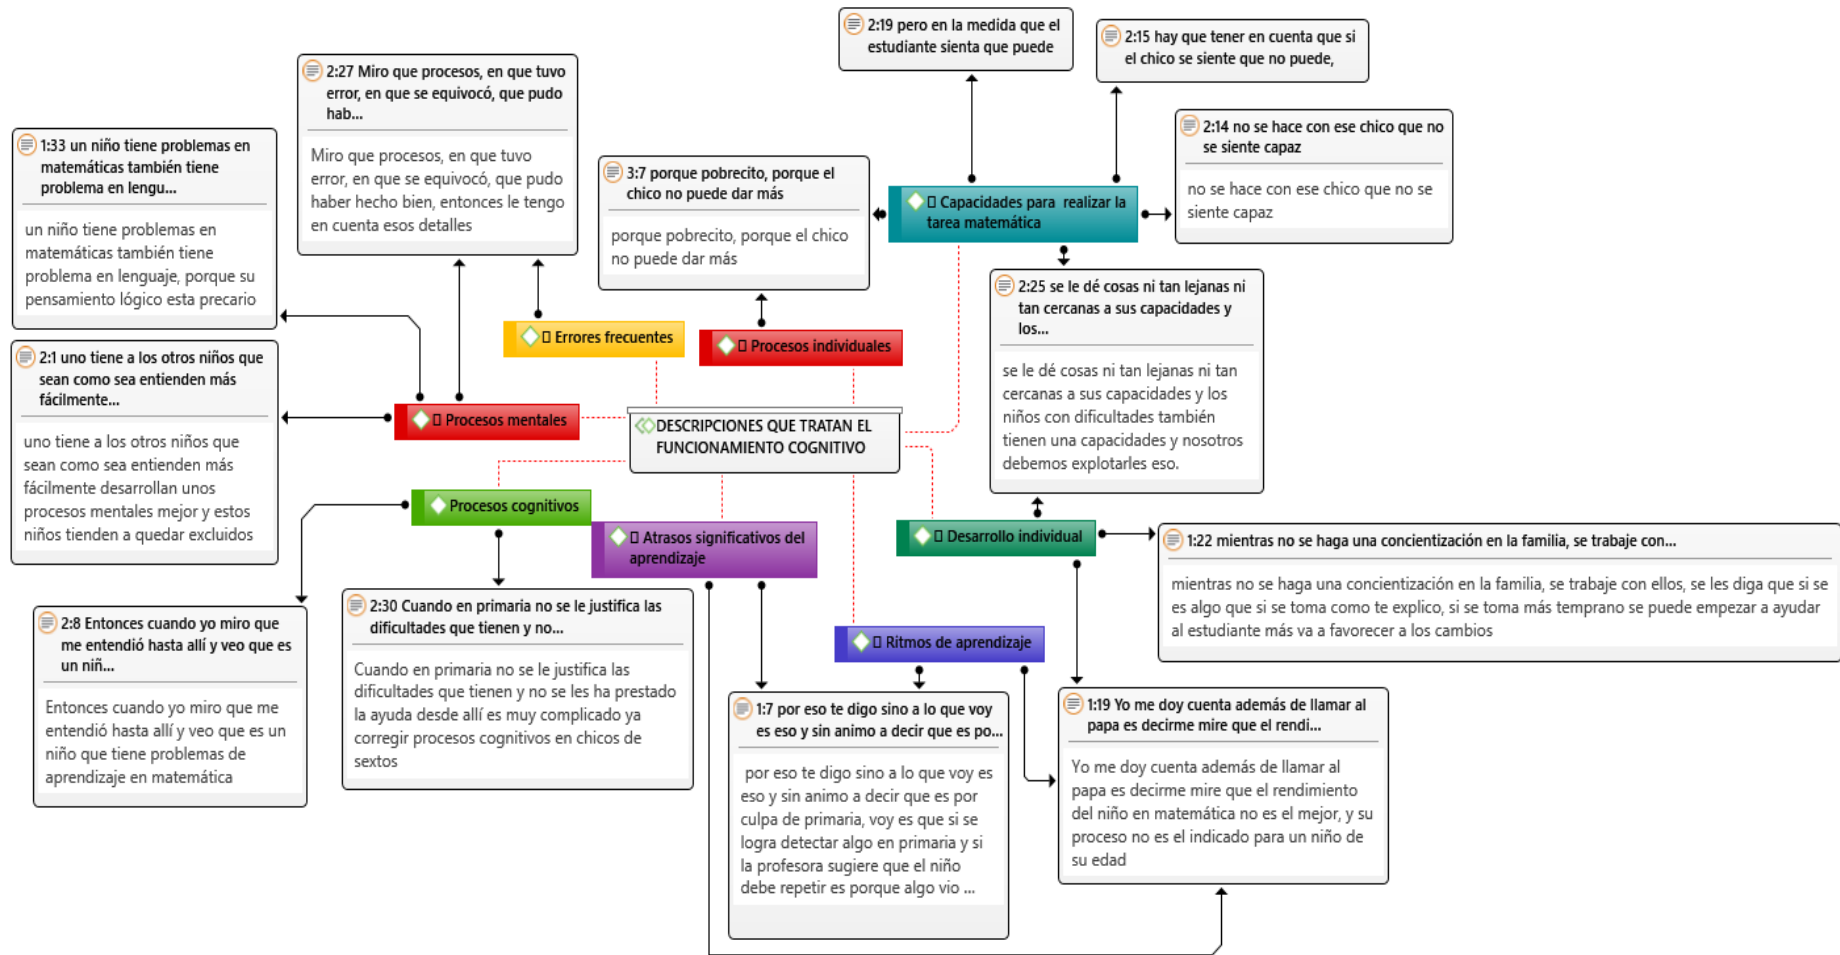 2:19 pero en la medida que el
estudiante sienta que puede
2:15 hay que tener en cuenta que si
el chico se siente que no puede,
2:27 Miro que procesos, en que tuvo
error, en que se equivocó, que pudo
hab...
Miro que procesos, en que tuvo
error, en que se equivocó, que pudo
haber hecho bien, entonces le tengo
en cuenta esos detalles
2:14 no se hace con ese chico que no
se siente capaz
no se hace con ese chico que no se
siente capaz
1:33 un niño tiene problemas en
matemáticas también tiene
problema en lengu...
un niño tiene problemas en
matemáticas también tiene
problema en lenguaje, porque su
pensamiento lógico esta precario
3:7 porque pobrecito, porque el
chico no puede dar más
porque pobrecito, porque el chico
no puede dar más
Capacidades para realizar la
tarea matemática
2:25 se le dé cosas ni tan lejanas ni
tan cercanas a sus capacidades y
los...
se le dé cosas ni tan lejanas ni tan
cercanas a sus capacidades y los
niños con dificultades también
tienen una capacidades y nosotros
debemos explotarles eso.
Errores frecuentes
Procesos individuales
2:1 uno tiene a los otros niños que
sean como sea entienden más
fácilmente...
uno tiene a los otros niños que
sean como sea entienden más
fácilmente desarrollan unos
procesos mentales mejor y estos
niños tienden a quedar excluidos
Procesos mentales
DESCRIPCIONES QUE TRATAN EL
FUNCIONAMIENTO COGNITIVO
Procesos cognitivos
Atrasos significativos del
aprendizaje
Desarrollo individual
1:22 mientras no se haga una concientización en la familia, se trabaje con...
mientras no se haga una concientización en la familia, se trabaje con ellos, se les diga que si se
es algo que si se toma como te explico, si se toma más temprano se puede empezar a ayudar
al estudiante más va a favorecer a los cambios
2:8 Entonces cuando yo miro que
me entendió hasta allí y veo que es
un niñ...
Entonces cuando yo miro que me
entendió hasta allí y veo que es un
niño que tiene problemas de
aprendizaje en matemática
2:30 Cuando en primaria no se le justifica las
dificultades que tienen y no...
Cuando en primaria no se le justifica las
dificultades que tienen y no se les ha prestado
la ayuda desde allí es muy complicado ya
corregir procesos cognitivos en chicos de
sextos
Ritmos de aprendizaje
1:7 por eso te digo sino a lo que voy
es eso y sin animo a decir que es po...
por eso te digo sino a lo que voy es
eso y sin animo a decir que es por
culpa de primaria, voy es que si se
logra detectar algo en primaria y si
la profesora sugiere que el niño
debe repetir es porque algo vio ...
1:19 Yo me doy cuenta además de llamar al
papa es decirme mire que el rendi...
Yo me doy cuenta además de llamar al
papa es decirme mire que el rendimiento
del niño en matemática no es el mejor, y su
proceso no es el indicado para un niño de
su edad